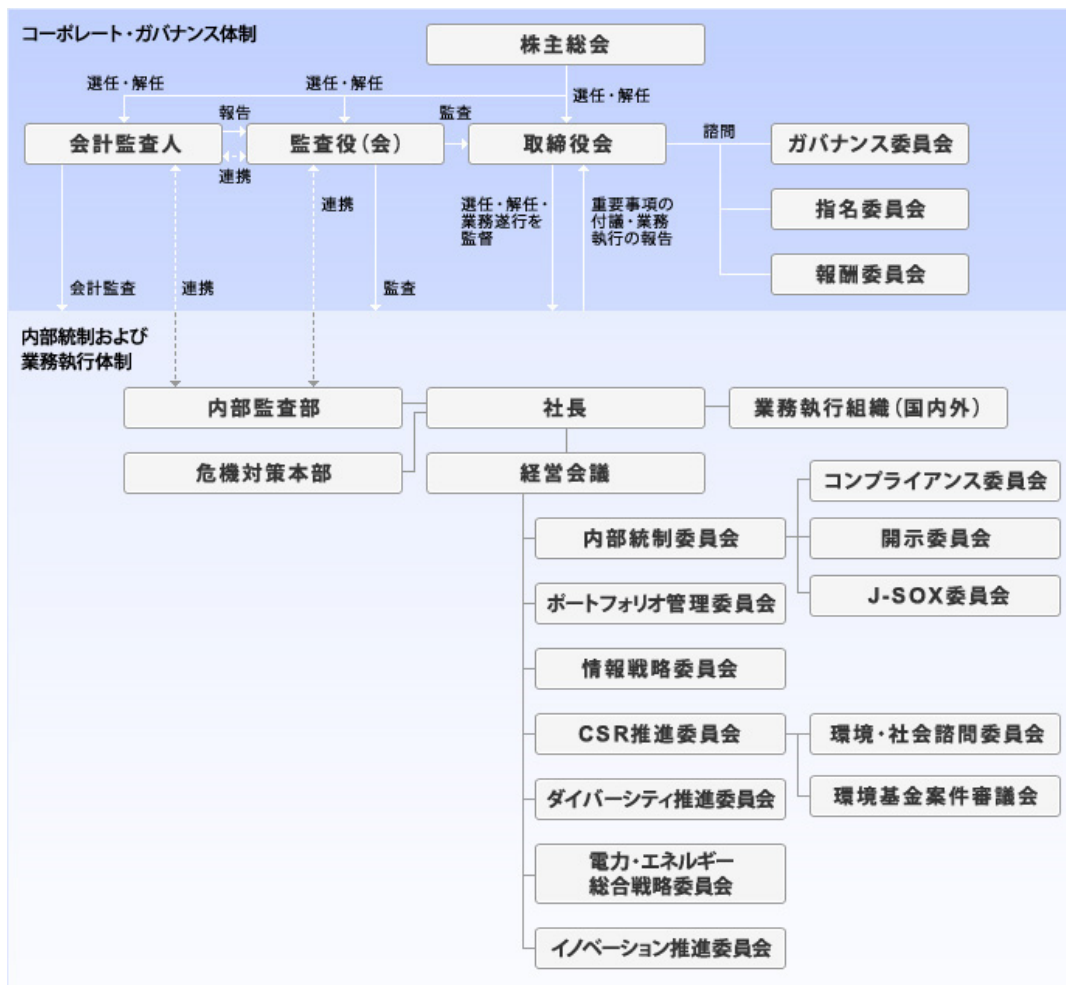 コーポレート・ガバナンス体制
株主総会
選任・解任
選任・解任
選任・解任
報告
監査
諮問
会計監査人
監査役(会)
取締役会
ガバナンス委員会
連携
連携
選任・解任・
業務遂行を
監督
重要事項の
付議・業務
執行の報告
指名委員会
報酬委員会
会計監査
連携
監査
内部統制および
業務執行体制
内部監査部
社長
業務執行組織(国内外)
危機対策本部
経営会議
コンプライアンス委員会
内部統制委員会
開示委員会
J-SOX委員会
ポートフォリオ管理委員会
情報戦略委員会
CSR推進委員会
環境・社会諮問委員会
環境基金案件審議会
ダイバーシティ推進委員会
電力・エネルギー
総合戦略委員会
イノベーション推進委員会